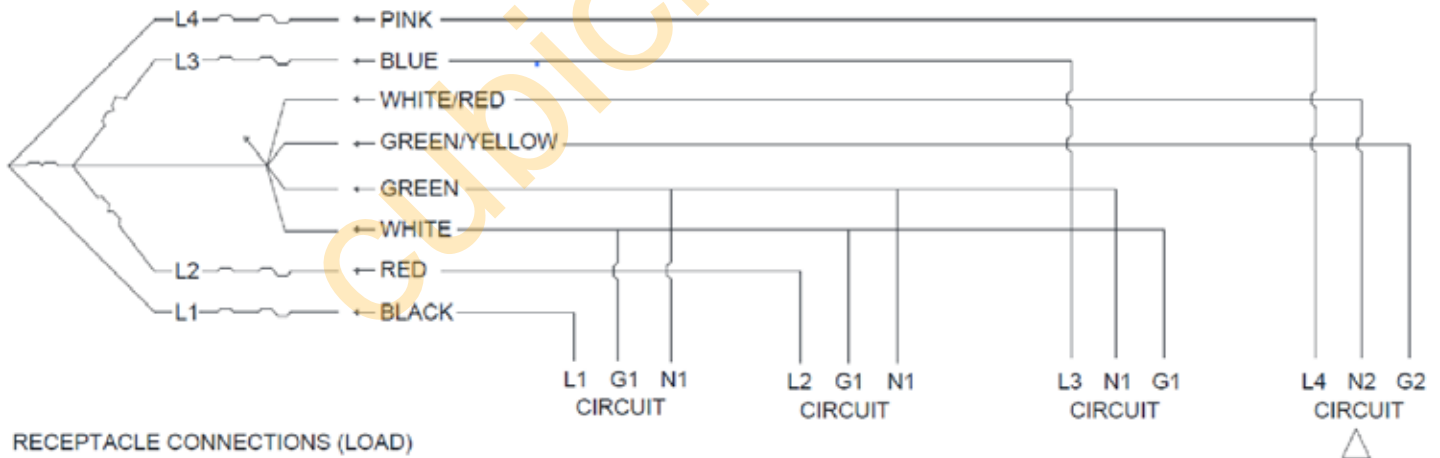 L4 PINK
L3 BLUE
WHITE/RED
GREEN/YELLOW
GREEN
WHITE
L2 RED
L1 BLACK
L1 G1 N1 L2 G1 N1 L3 N1 G1 L4 N2 G2
CIRCUIT CIRCUIT CIRCUIT CIRCUIT
RECEPTACLE CONNECTIONS (LOAD)
cubic